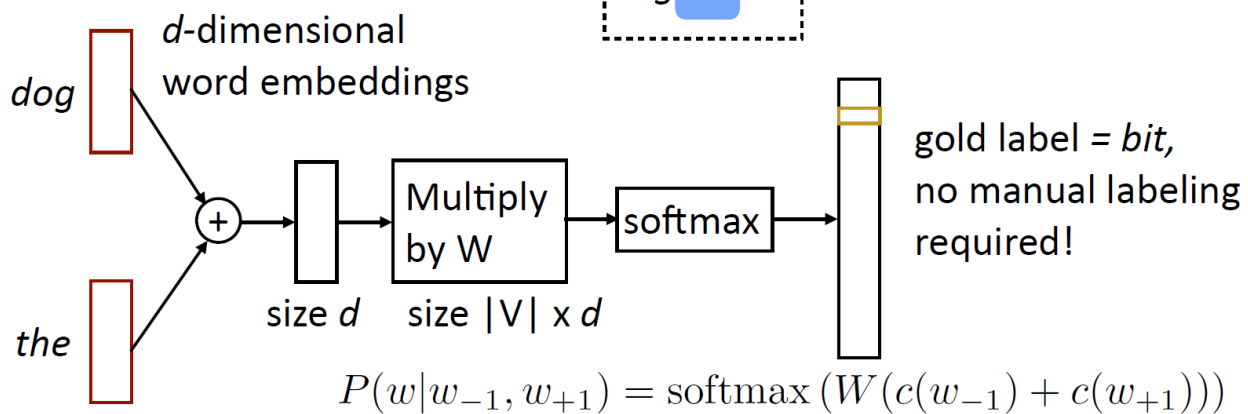 g
d-dimensional
word embeddings
dog
+
Multiply
by W
softmax
gold label = bit,
no manual labeling
required!
size d
size |V| x d
the
P(w|w₋₁, w₊₁) = softmax (W(c(w₋₁) + c(w₊₁)))